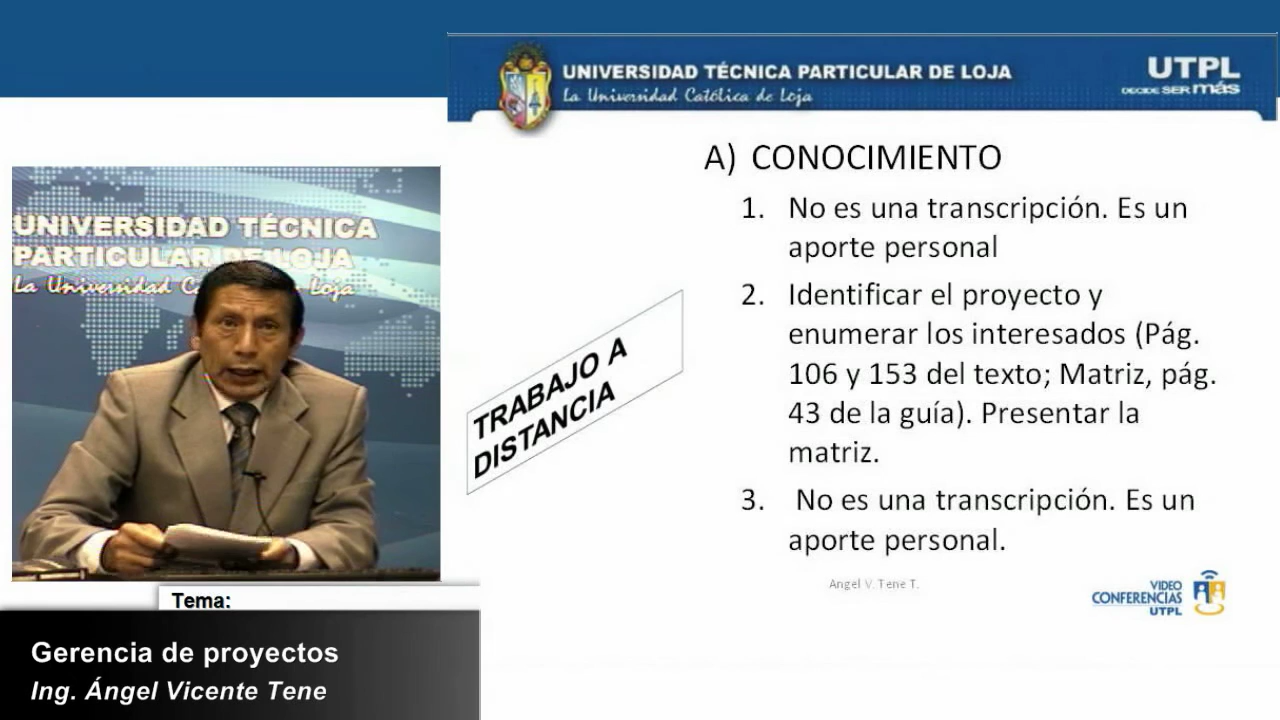 UNIVERSIDAD TÉCNICA PARTICULAR DE LOJA
La Universidad Católica de Loja
UTPL
DECIDE SER más
A) CONOCIMIENTO
1. No es una transcripción. Es un
aporte personal
2. Identificar el proyecto y
enumerar los interesados (Pág.
106 y 153 del texto; Matriz, pág.
43 de la guía). Presentar la
matriz.
3. No es una transcripción. Es un
aporte personal.
TRABAJO A
DISTANCIA
Angel V. Tene T.
VIDEO
CONFERENCIAS
UTPL
UNIVERSIDAD TÉCNICA
PARTICULAR DE LOJA
La Universidad C Loja
Tema:
Gerencia de proyectos
Ing. Ángel Vicente Tene